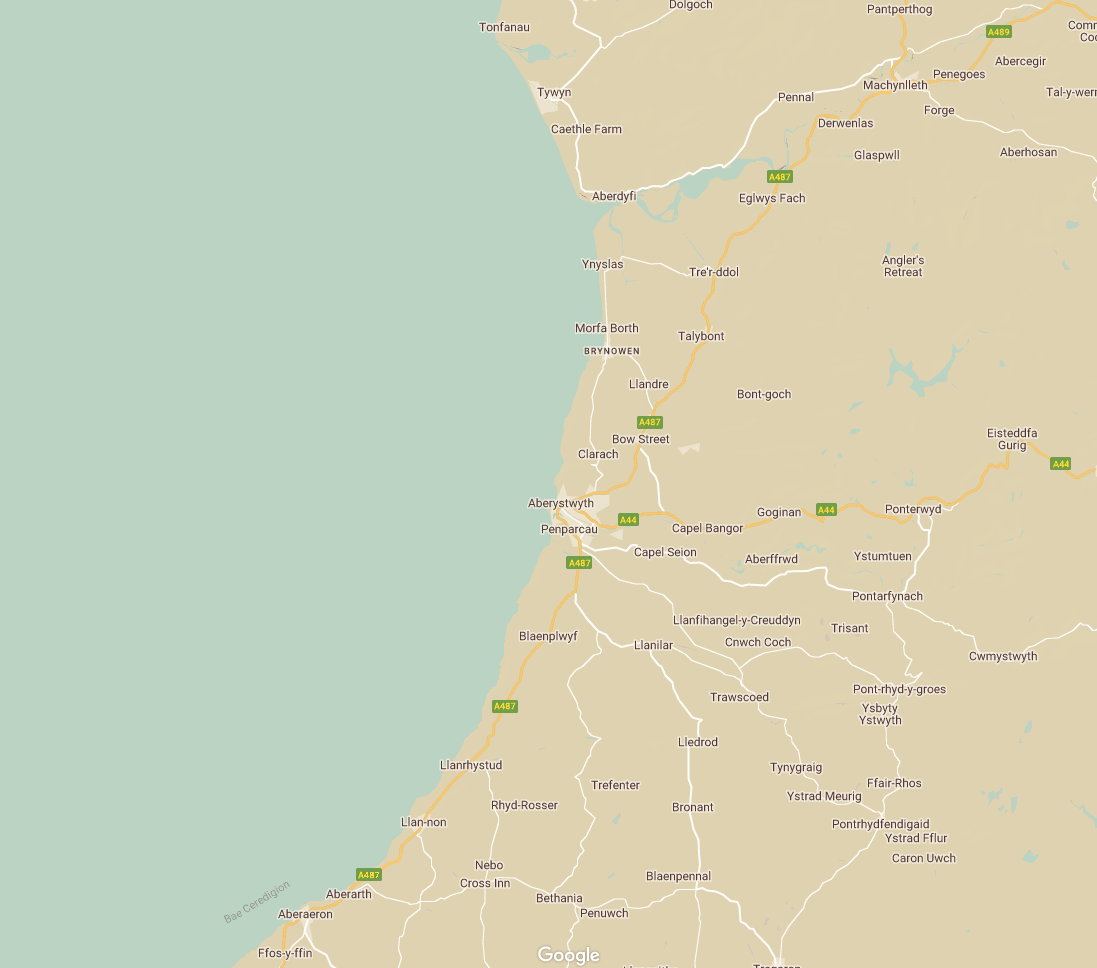 Dolgoch
Pantperthog
Tonfanau
A489
Abercegir
Penegoes
Machynlleth
Tywyn
Pennal
Forge
Caethle Farm
Derwenlas
Glaspwll
Aberhosan
A487
Aberdyfi
Eglwys Fach
Ynyslas
Tre'r-ddol
Angler's
Retreat
Morfa Borth
Talybont
BRYNOWEN
Llandre
Bont-goch
A487
Bow Street
Eisteddfa
Gurig
Clarach
A44
Aberystwyth
Goginan
A44
Ponterwyd
A44
Penparcau
Capel Bangor
Capel Seion
Aberffrwd
Ystumtuen
A487
Pontarfynach
Llanfihangel-y-Creuddyn
Trisant
Blaenplwyf
Llanilar
Cnwch Coch
Cwmystwyth
Trawscoed
Pont-rhyd-y-groes
A487
Ysbyty
Ystwyth
Lledrod
Llanrhystud
Tynygraig
Trefenter
Ffair-Rhos
Ystrad Meurig
Rhyd-Rosser
Bronant
Llan-non
Pontrhydfendigaid
Ystrad Fflur
Caron Uwch
Nebo
A487
Blaenpennal
Cross Inn
Bae Ceredigion
Aberarth
Bethania
Aberaeron
Penuwch
Ffos-y-ffin
Google